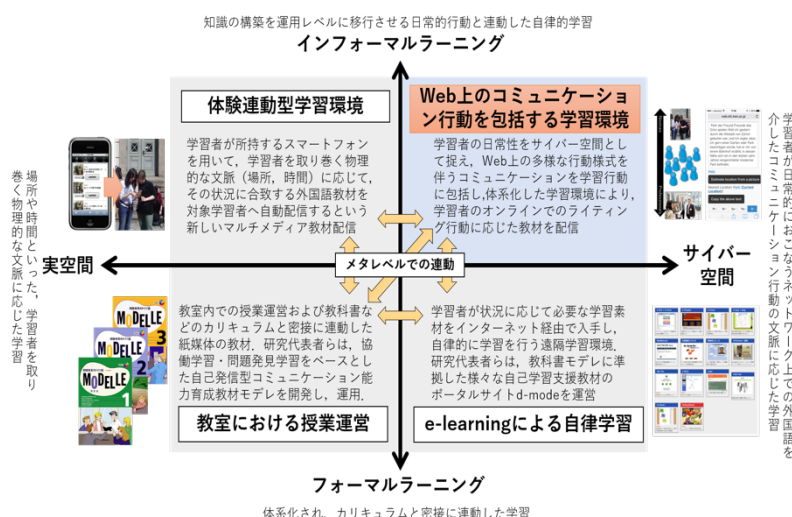 知識の構築を運用レベルに移行させる日常的行動と連動した自律的学習
インフォーマルラーニング
体験連動型学習環境
学習者が所持するスマートフォン
を用いて，学習者を取り巻く物理
的な文脈（場所，時間）に応じて，
その状況に合致する外国語教材を
対象学習者へ自動配信するという
新しいマルチメディア教材配信
Web上のコミュニケーショ
ン行動を包括する学習環境
学習者の日常性をサイバー空間とし
て捉え，Web上の多様な行動様式を
伴うコミュニケーションを学習行動
に包括し,体系化した学習環境により，
学習者のオンラインでのライティン
グ行動に応じた教材を配信
場所や時間といった，学習者を取り
巻く物理的な文脈に応じた学習
実空間
メタレベルでの連動
サイバー
空間
学習者が日常的におこなうネットワーク上での外国語を
介したコミュニケーション行動の文脈に応じた学習
教室内での授業運営および教科書な
どのカリキュラムと密接に連動した
紙媒体の教材．研究代表者らは，協
働学習・問題発見学習をベースとし
た自己発信型コミュニケーション能
力育成教材モデレを開発し，運用．
教室における授業運営
学習者が状況に応じて必要な学習素
材をインターネット経由で入手し，
自律的に学習を行う遠隔学習環境．
研究代表者らは，教科書モデレに準
拠した様々な自己学習支援教材の
ポータルサイトd-modeを運営
e-learningによる自律学習
MODELLE
3
MODELLE
2
MODELLE
1
フォーマルラーニング
体系化され，カリキュラムと密接に連動した学習